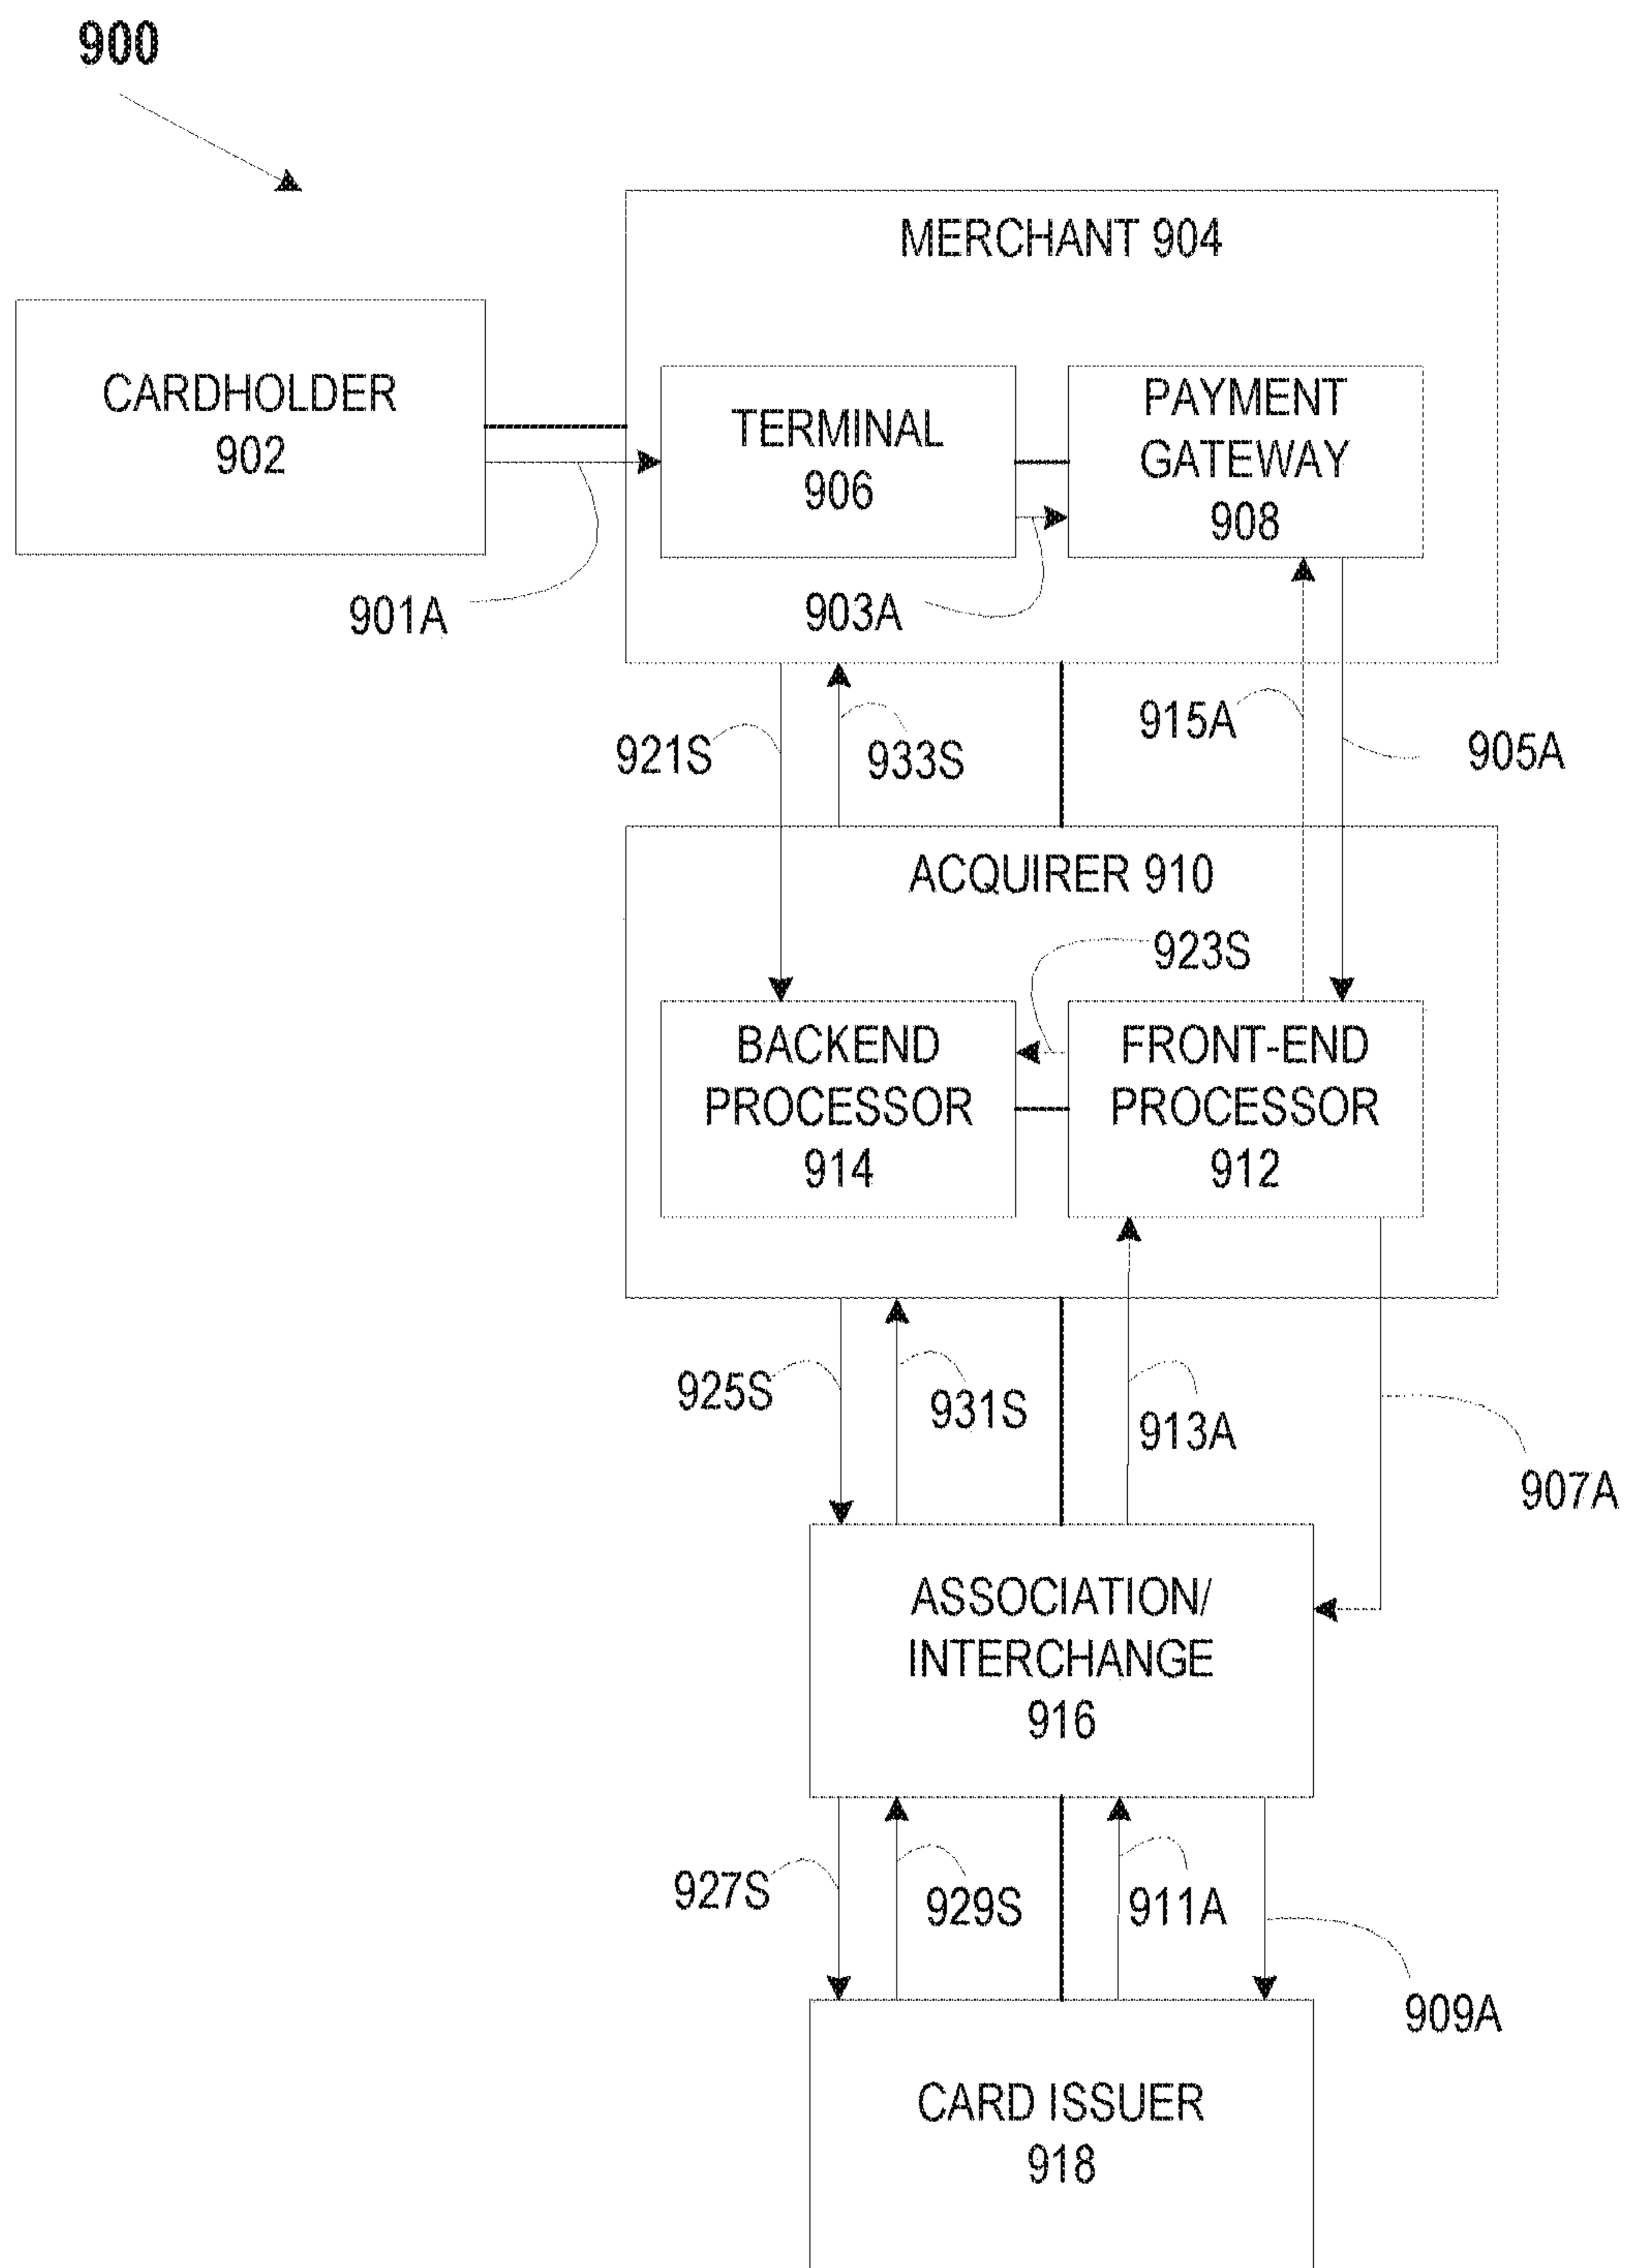 900
MERCHANT 904
CARDHOLDER
902
TERMINAL
906
PAYMENT
GATEWAY
908
901A
903A
921S
933S
915A
905A
ACQUIRER 910
923S
BACKEND
PROCESSOR
914
FRONT-END
PROCESSOR
912
925S
931S
913A
907A
ASSOCIATION/
INTERCHANGE
916
927S
929S
911A
909A
CARD ISSUER
918